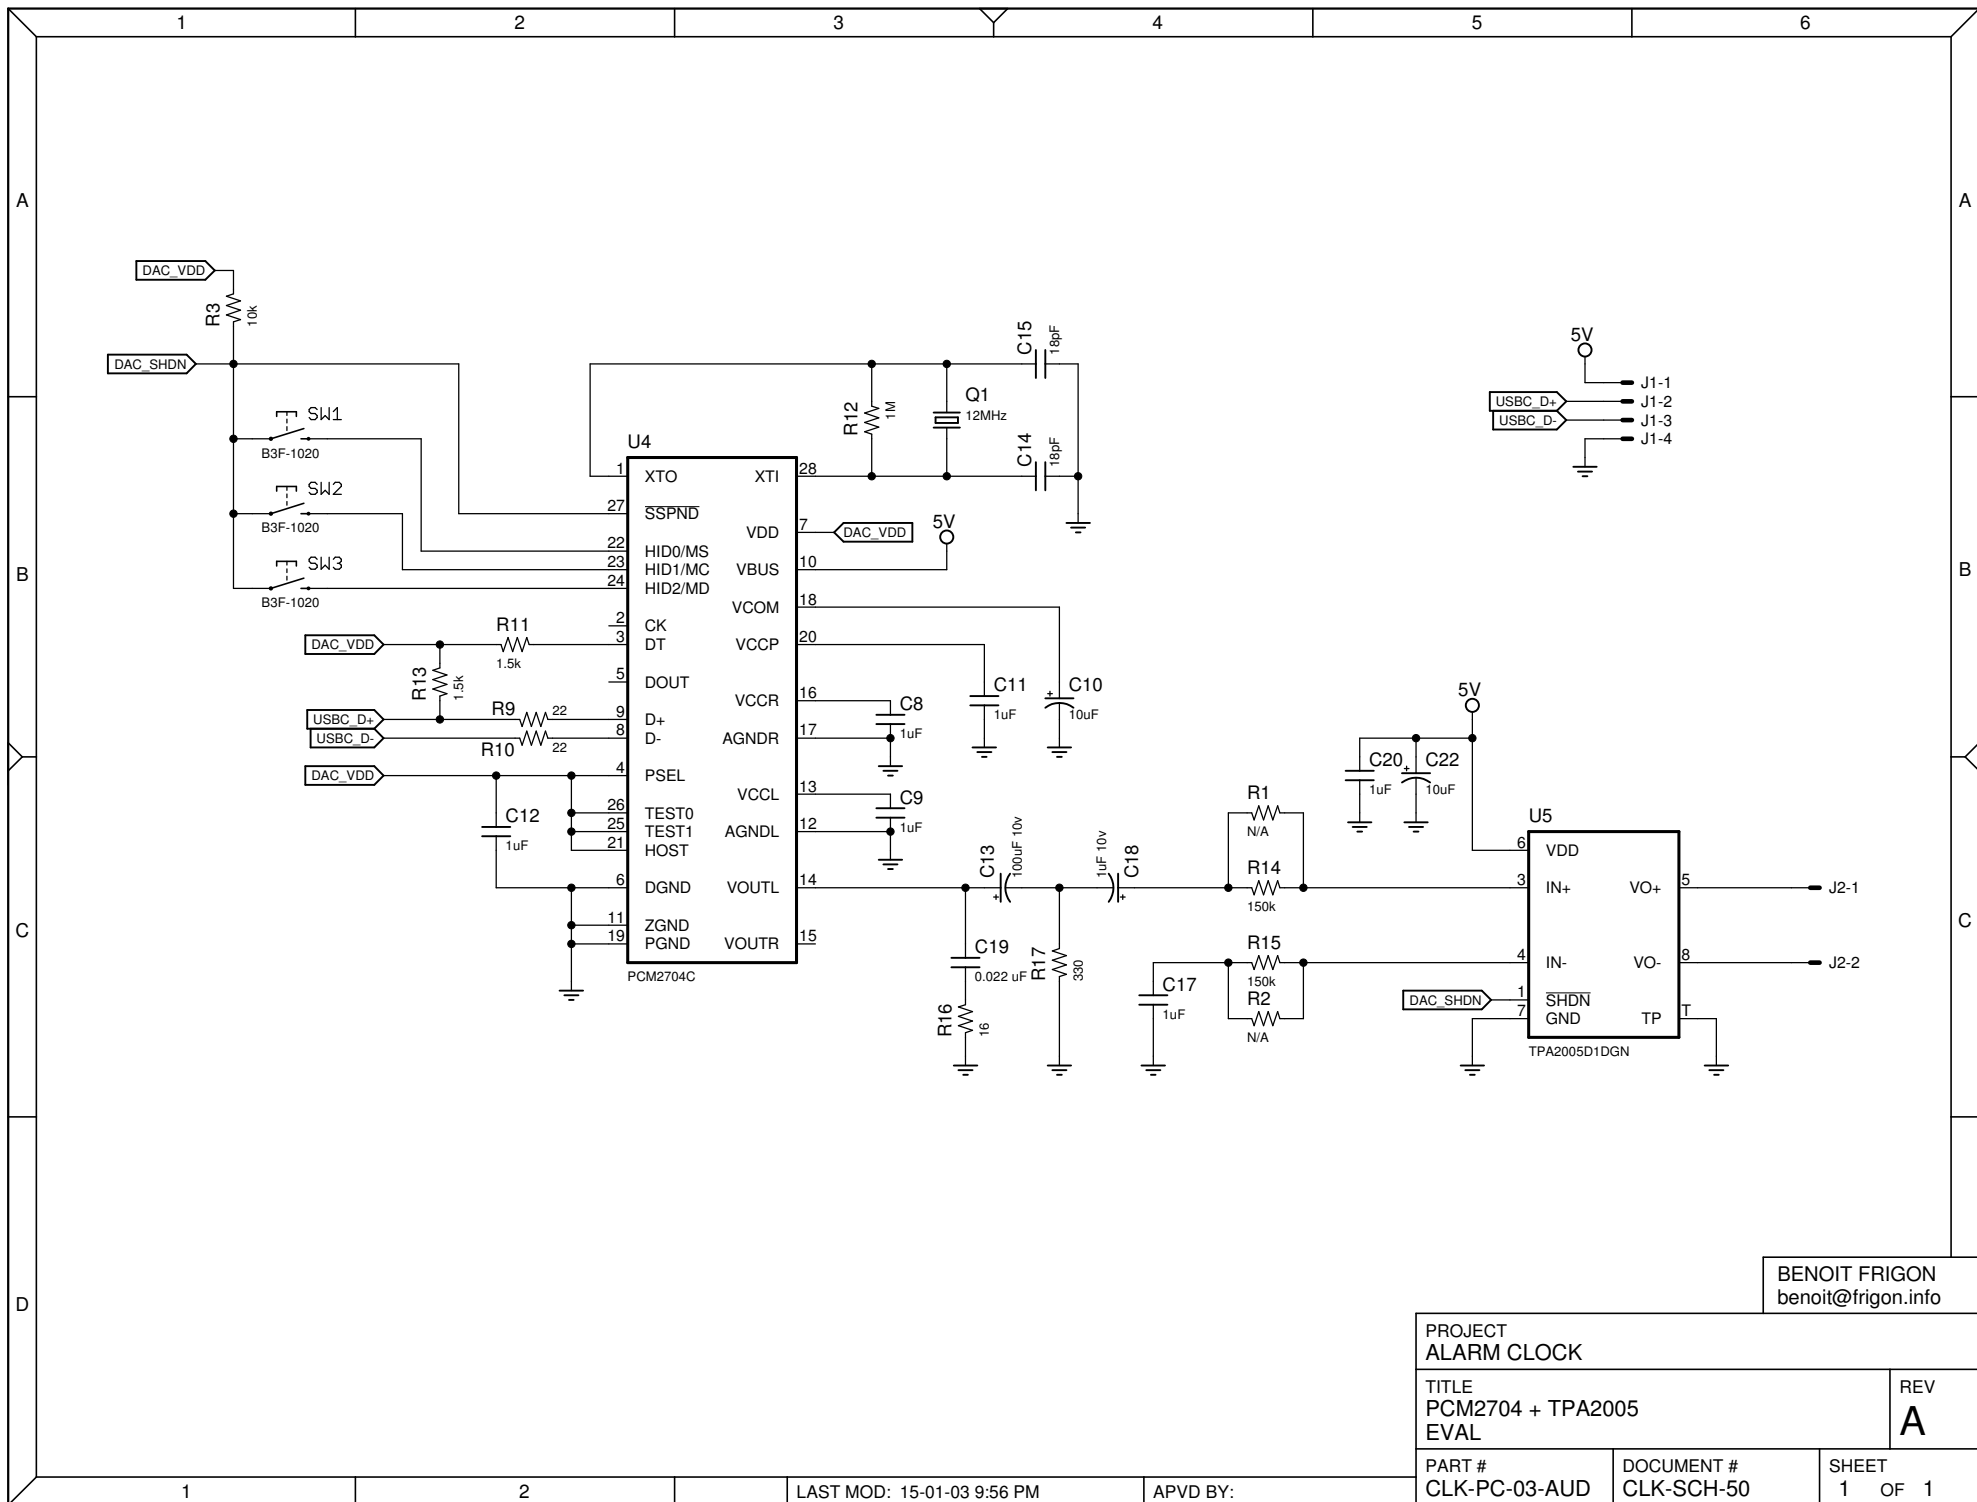 1 2 3 4 5 6
A A
DAC_VDD
R3
10k
DAC_SHDN
SW1
B3F-1020
SW2
B3F-1020
SW3
B3F-1020
C15
18pF
R12
1M
Q1
12MHz
C14
18pF
5V
J1-1
USBC_D+ J1-2
USBC_D- J1-3
J1-4
B B
U4
1 XTO XTI 28
27 SSPND
VDD 7 DAC_VDD
5V
22 HID0/MS
23 HID1/MC VBUS 10
24 HID2/MD
VCOM 18
2 CK
DAC_VDD R11 1.5k 3 DT VCCP 20
R13
1.5k
5 DOUT
VCCR 16
C8
1uF
C11
1uF
C10
+
10uF
USBC_D+ R9 22 9 D+
USBC_D- R10 22 8 D-
AGNDR 17
DAC_VDD 4 PSEL
VCCL 13
C9
1uF
26 TEST0
25 TEST1 AGNDL 12
21 HOST
C12
1uF
6 DGND VOUTL 14
11 ZGND
19 PGND VOUTR 15
PCM2704C
C13
100uF 10v
+
1uF 10v
C18
+
C19
0.022 uF
R16
16
R17
330
R1
N/A
R14
150k
R15
150k
R2
N/A
C17
1uF
5V
C20
1uF
C22
+
10uF
U5
6 VDD
3 IN+ VO+ 5 J2-1
4 IN- VO- 8 J2-2
DAC_SHDN 1 SHDN
7 GND TP T
TPA2005D1DGN
C C
D
BENOIT FRIGON
benoit@frigon.info
PROJECT
ALARM CLOCK
TITLE
PCM2704 + TPA2005
EVAL
REV
A
PART #
CLK-PC-03-AUD
DOCUMENT #
CLK-SCH-50
SHEET
1 OF 1
1 2
LAST MOD: 15-01-03 9:56 PM
APVD BY: